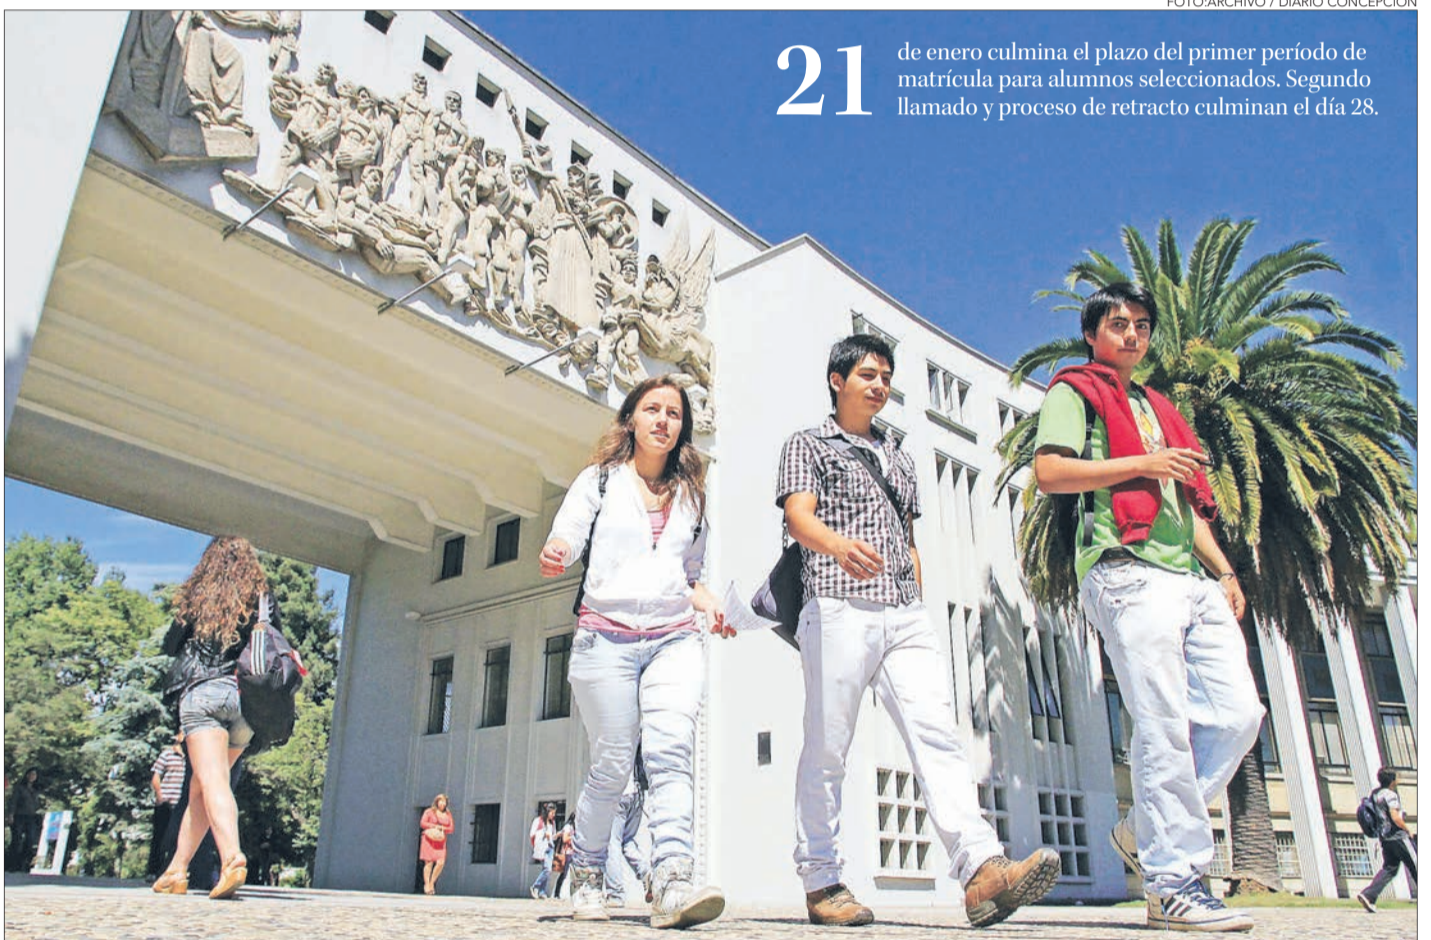 FOTO:ARCHIVO / DIARIO CONCEPCIÓN
21
de enero culmina el plazo del primer período de
matrícula para alumnos seleccionados. Segundo
llamado y proceso de retracto culminan el día 28.